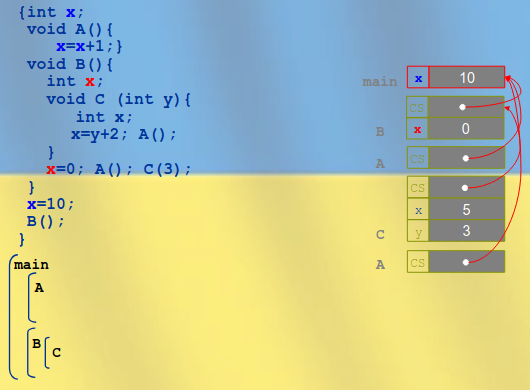 {int x;
void A(){
x=x+1;}
void B(){
int x;
void C (int y){
int x;
x=y+2; A();
}
x=0; A(); C(3);
}
x=10;
B();
}
main
A
B
C
main x 10
CS
B x 0
A CS
CS
x 5
C y 3
A CS